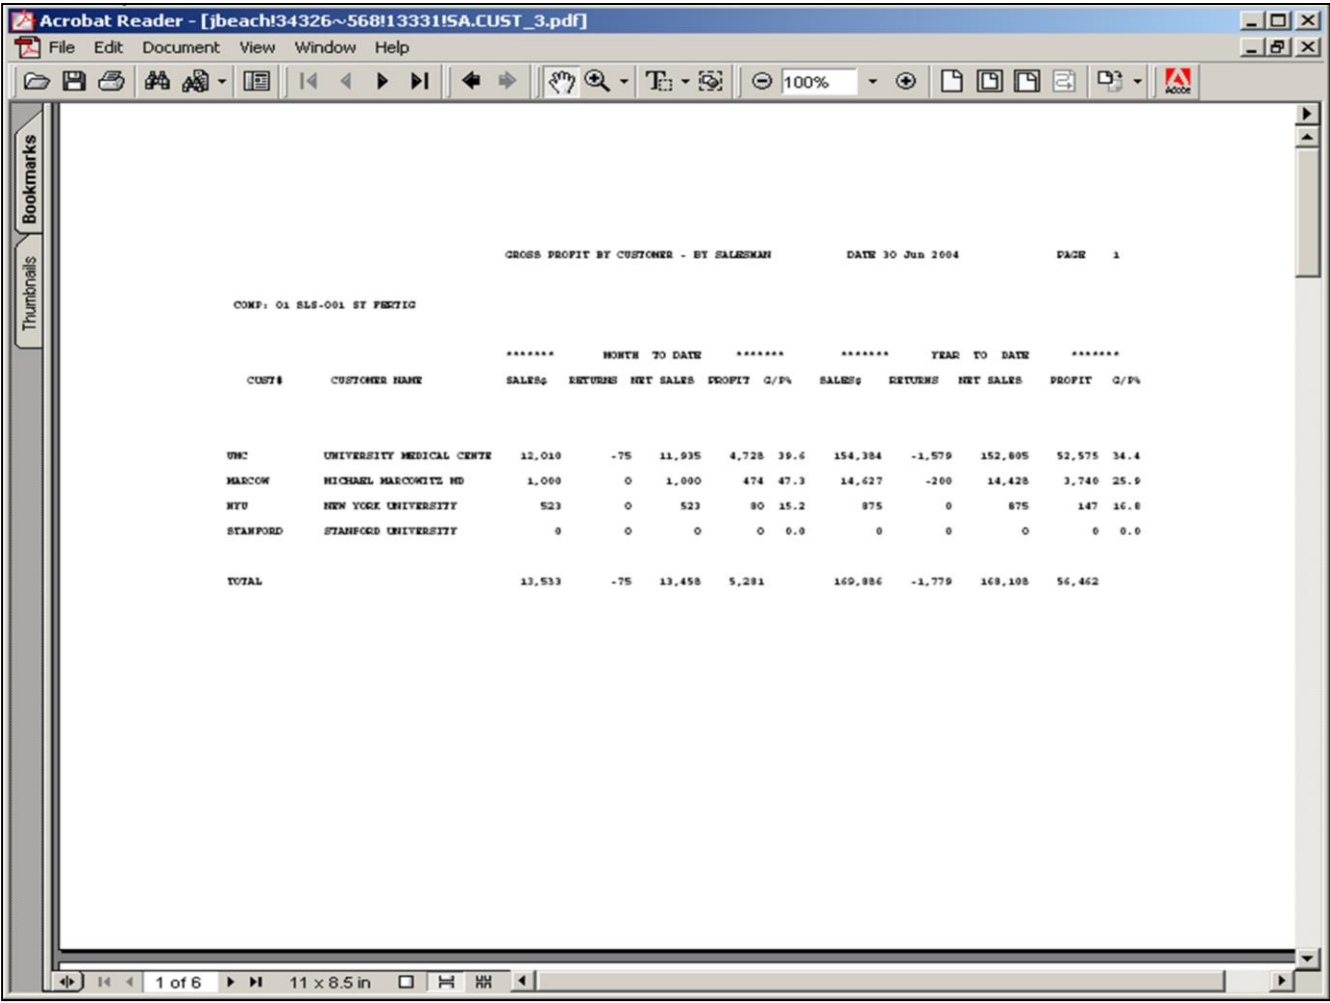 Acrobat Reader - [jbeach!34326~568!13331!SA.CUST_3.pdf]
File Edit Document View Window Help
100%
Adobe
Bookmarks
Thumbnails
GROSS PROFIT BY CUSTOMER - BY SALESMAN DATE 30 Jun 2004 PAGE 1
COMP: 01 SLS-001 SY FERTIG
******* MONTH TO DATE ******* ******* YEAR TO DATE *******
CUST# CUSTOMER NAME SALES$ RETURNS NET SALES PROFIT G/P% SALES$ RETURNS NET SALES PROFIT G/P%
UMC UNIVERSITY MEDICAL CENTE 12,010 -75 11,935 4,728 39.6 154,384 -1,579 152,805 52,575 34.4
MARCOW MICHAEL MARCOWITZ MD 1,000 0 1,000 474 47.3 14,627 -200 14,428 3,740 25.9
NYU NEW YORK UNIVERSITY 523 0 523 80 15.2 875 0 875 147 16.8
STANFORD STANFORD UNIVERSITY 0 0 0 0 0.0 0 0 0 0 0.0
TOTAL 13,533 -75 13,458 5,281 169,886 -1,779 168,108 56,462
1 of 6 11 x 8.5 in